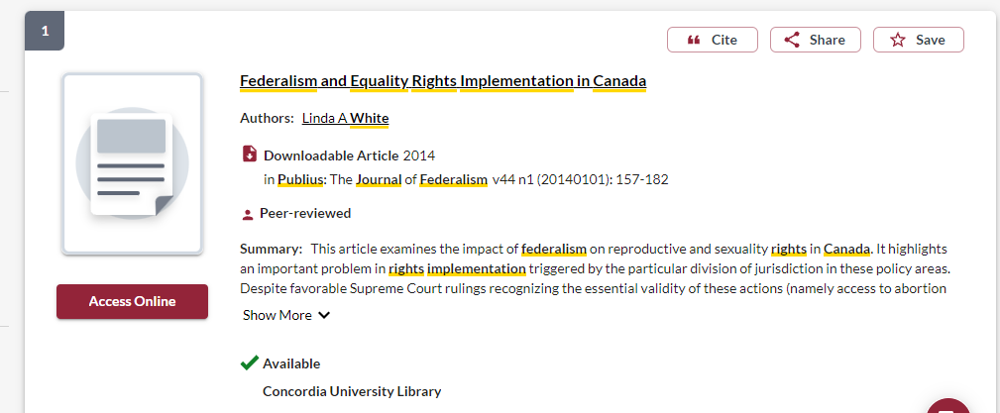 1
Cite
Share
Save
Federalism and Equality Rights Implementation in Canada
Authors: Linda A White
Downloadable Article 2014
in Publius: The Journal of Federalism v44 n1 (20140101): 157-182
Peer-reviewed
Summary: This article examines the impact of federalism on reproductive and sexuality rights in Canada. It highlights
an important problem in rights implementation triggered by the particular division of jurisdiction in these policy areas.
Despite favorable Supreme Court rulings recognizing the essential validity of these actions (namely access to abortion
Access Online
Show More
Available
Concordia University Library